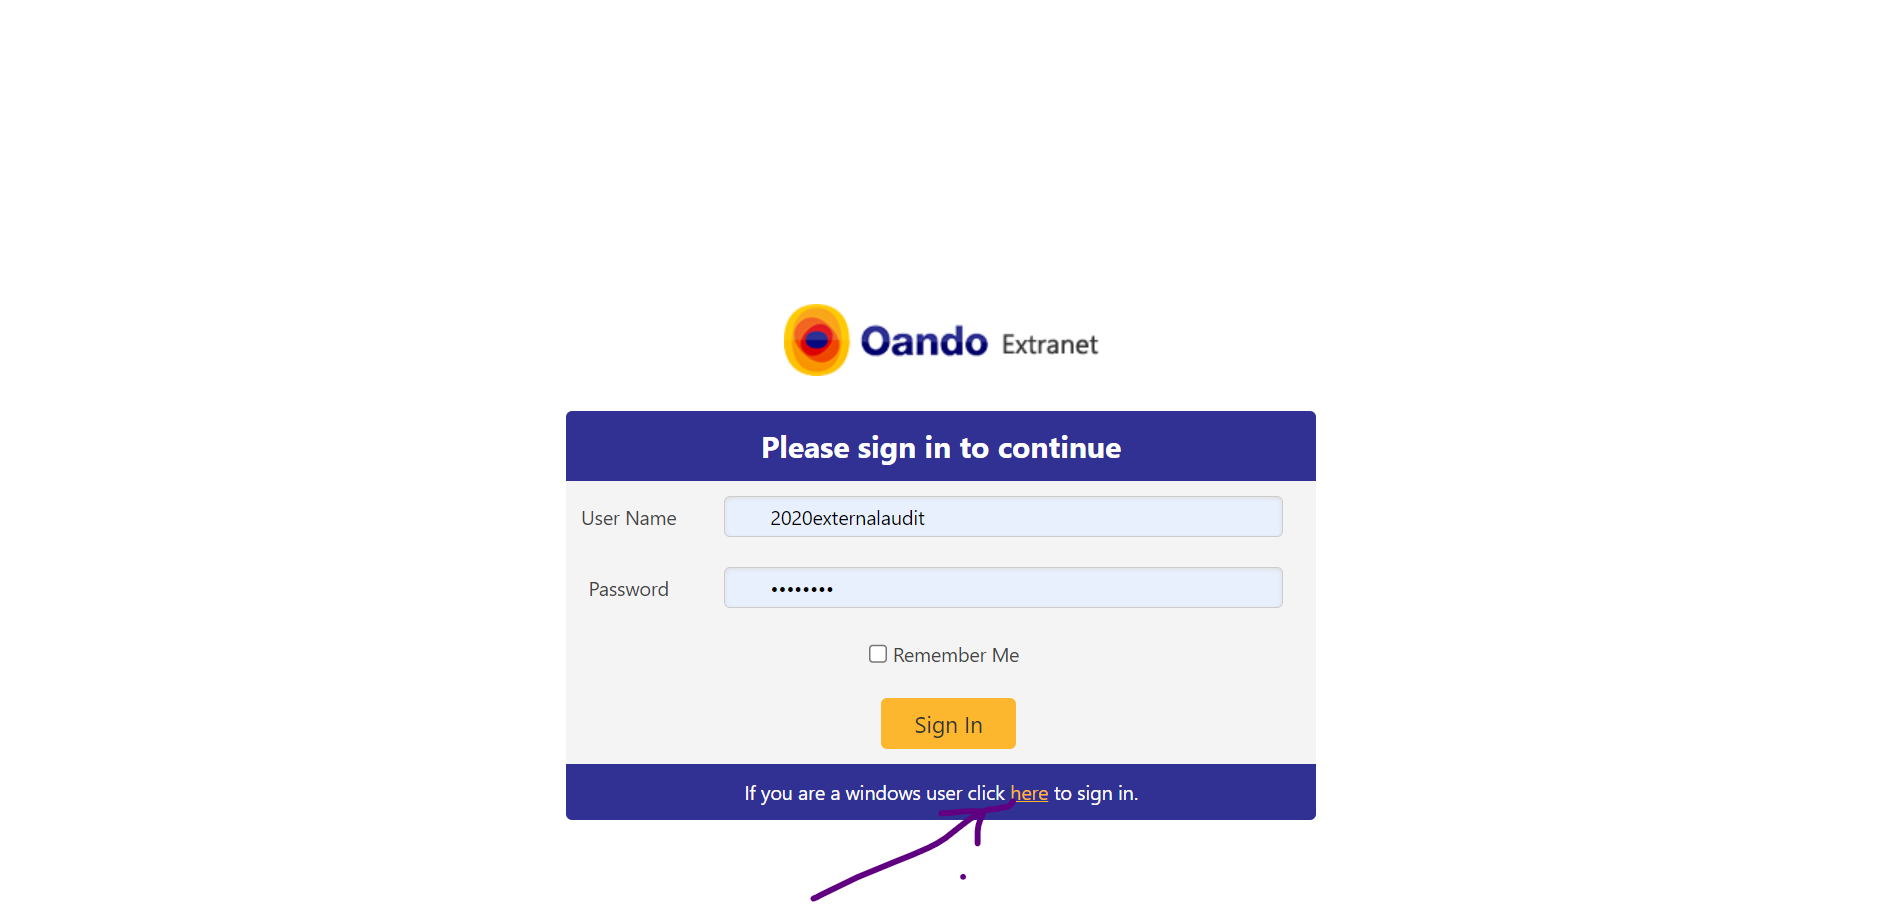 Oando Extranet
Please sign in to continue
User Name 2020externalaudit
Password ••••••••
Remember Me
Sign In
If you are a windows user click here to sign in.